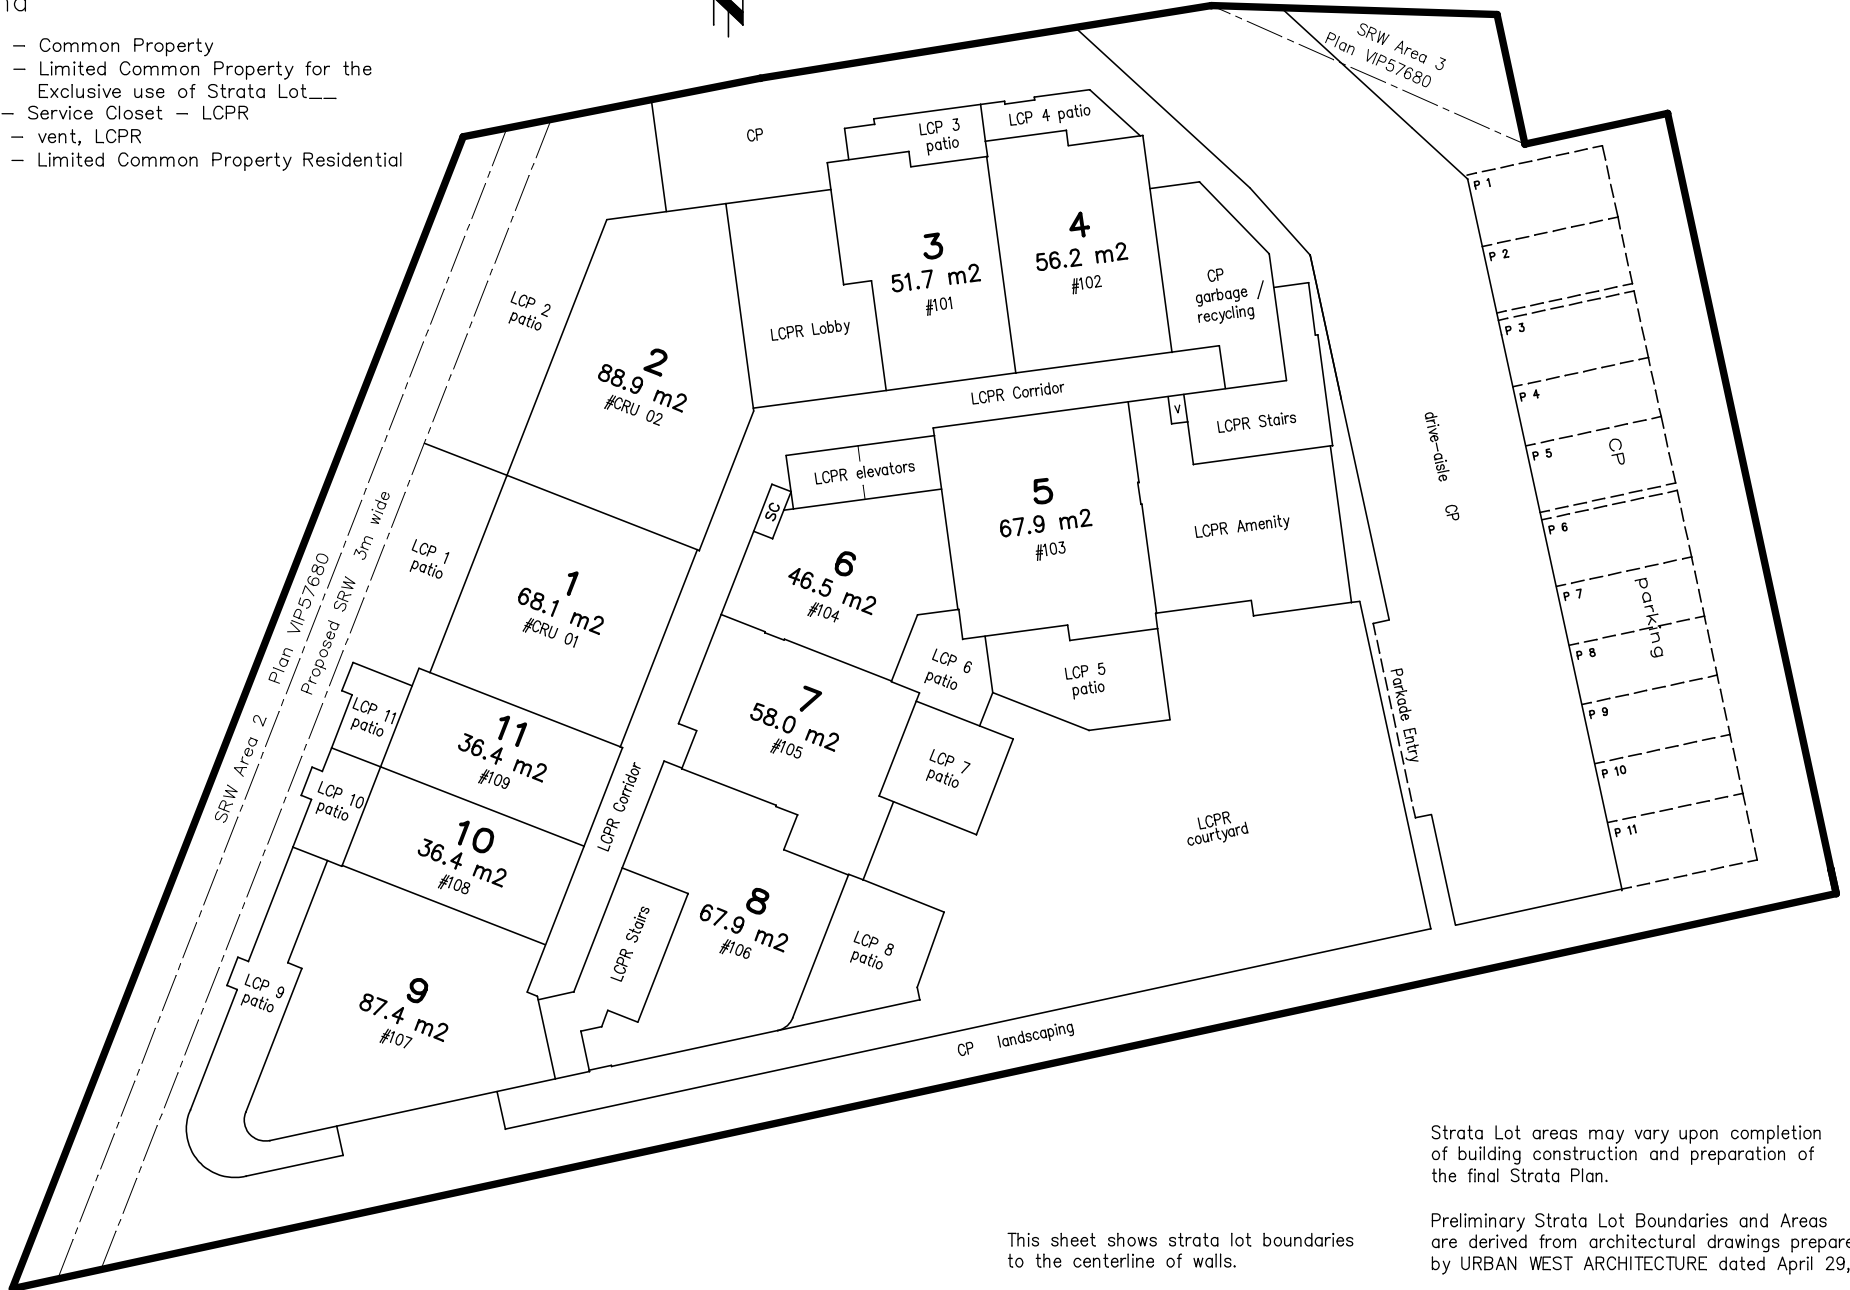 — Common Property
— Limited Common Property for the
Exclusive use of Strata Lot__
— Service Closet — LCPR
— vent, LCPR
— Limited Common Property Residential
SRW Area 3
Plan VIP57680
CP
LCP 3
patio
LCP 4 patio
P 1
P 2
P 3
P 4
P 5
P 6
P 7
P 8
P 9
P 10
P 11
CP
Parking
drive-aisle CP
Parkade Entry
3
51.7 m2
#101
4
56.2 m2
#102
CP
garbage /
recycling
LCP 2
patio
2
88.9 m2
#CRU 02
LCPR Lobby
LCPR Corridor
V
LCPR Stairs
LCPR elevators
SC
5
67.9 m2
#103
LCPR Amenity
LCP 1
patio
1
68.1 m2
#CRU 01
6
46.5 m2
#104
LCP 6
patio
LCP 5
patio
SRW Area 2 Plan VIP57680
Proposed SRW 3m wide
LCP 11
patio
11
36.4 m2
#109
7
58.0 m2
#105
LCP 7
patio
LCP 10
patio
10
36.4 m2
#108
LCPR Corridor
LCPR
courtyard
8
67.9 m2
#106
LCPR Stairs
LCP 8
patio
LCP 9
patio
9
87.4 m2
#107
CP landscaping
Strata Lot areas may vary upon completion
of building construction and preparation of
the final Strata Plan.
This sheet shows strata lot boundaries
to the centerline of walls.
Preliminary Strata Lot Boundaries and Areas
are derived from architectural drawings prepare
by URBAN WEST ARCHITECTURE dated April 29,